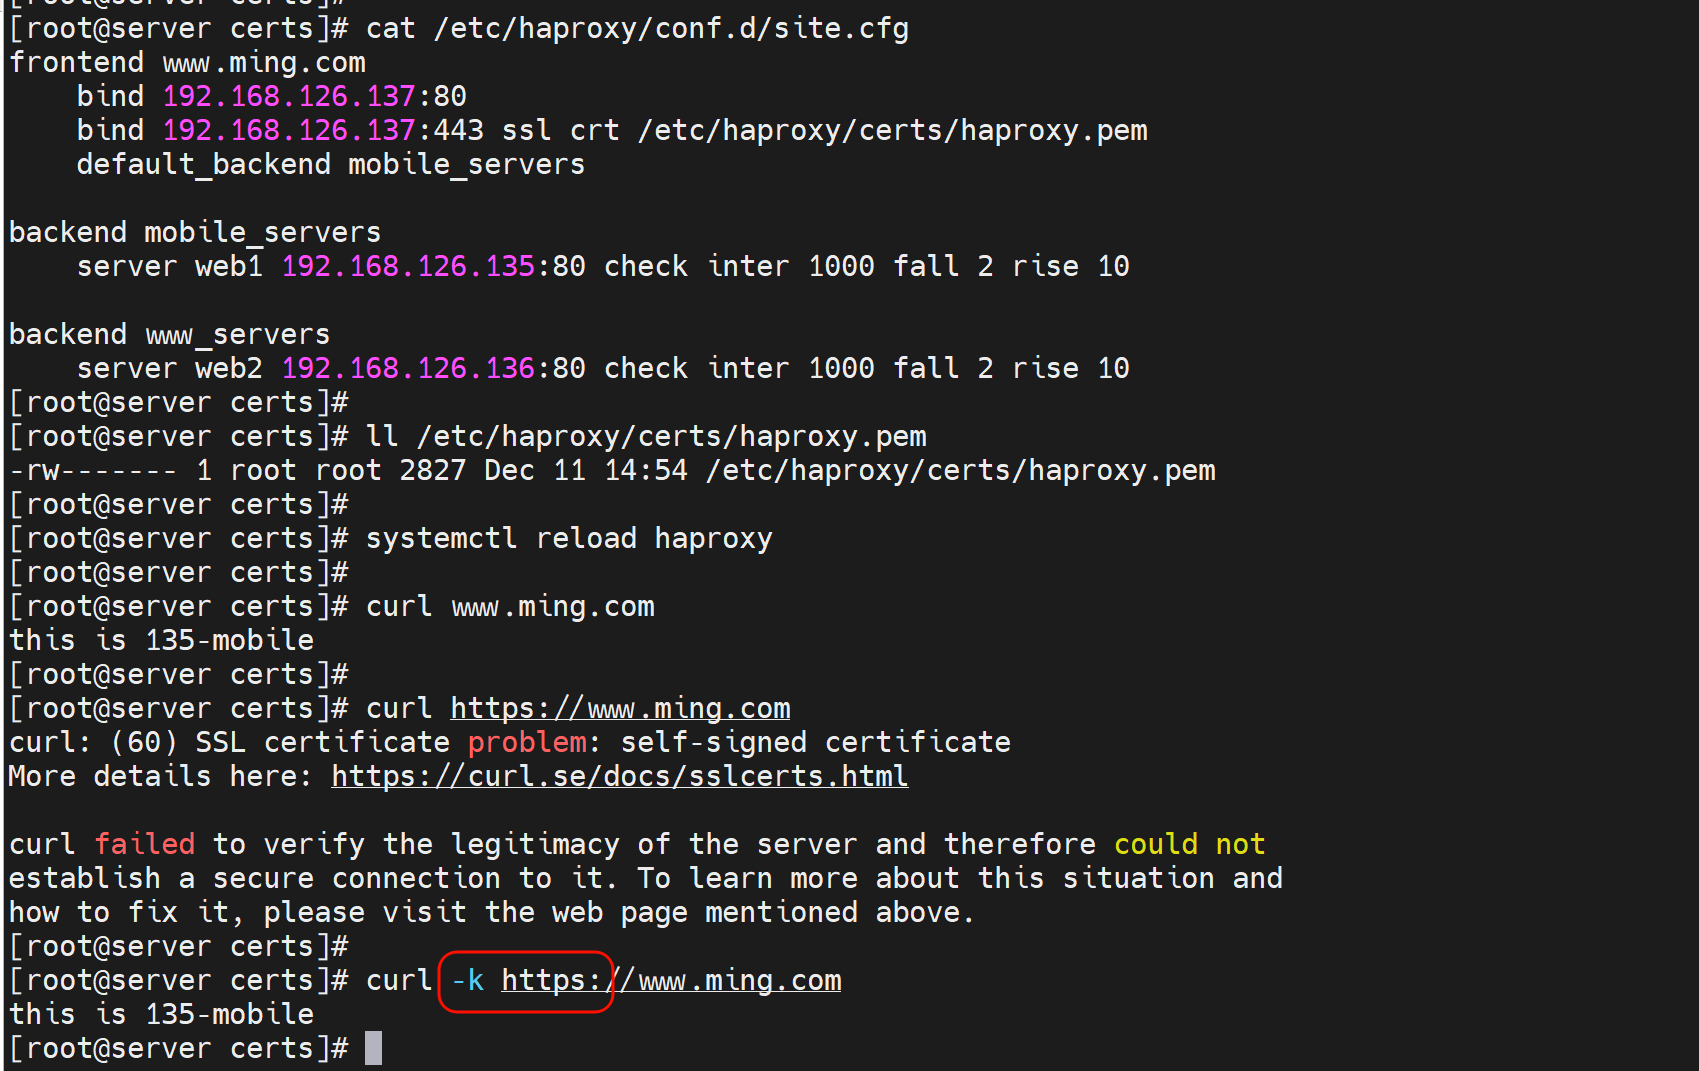 [root@server certs]#
[root@server certs]# cat /etc/haproxy/conf.d/site.cfg
frontend www.ming.com
    bind 192.168.126.137:80
    bind 192.168.126.137:443 ssl crt /etc/haproxy/certs/haproxy.pem
    default_backend mobile_servers

backend mobile_servers
    server web1 192.168.126.135:80 check inter 1000 fall 2 rise 10

backend www_servers
    server web2 192.168.126.136:80 check inter 1000 fall 2 rise 10
[root@server certs]#
[root@server certs]# ll /etc/haproxy/certs/haproxy.pem
-rw------- 1 root root 2827 Dec 11 14:54 /etc/haproxy/certs/haproxy.pem
[root@server certs]#
[root@server certs]# systemctl reload haproxy
[root@server certs]#
[root@server certs]# curl www.ming.com
this is 135-mobile
[root@server certs]#
[root@server certs]# curl https://www.ming.com
curl: (60) SSL certificate problem: self-signed certificate
More details here: https://curl.se/docs/sslcerts.html

curl failed to verify the legitimacy of the server and therefore could not
establish a secure connection to it. To learn more about this situation and
how to fix it, please visit the web page mentioned above.
[root@server certs]#
[root@server certs]# curl -k https://www.ming.com
this is 135-mobile
[root@server certs]#